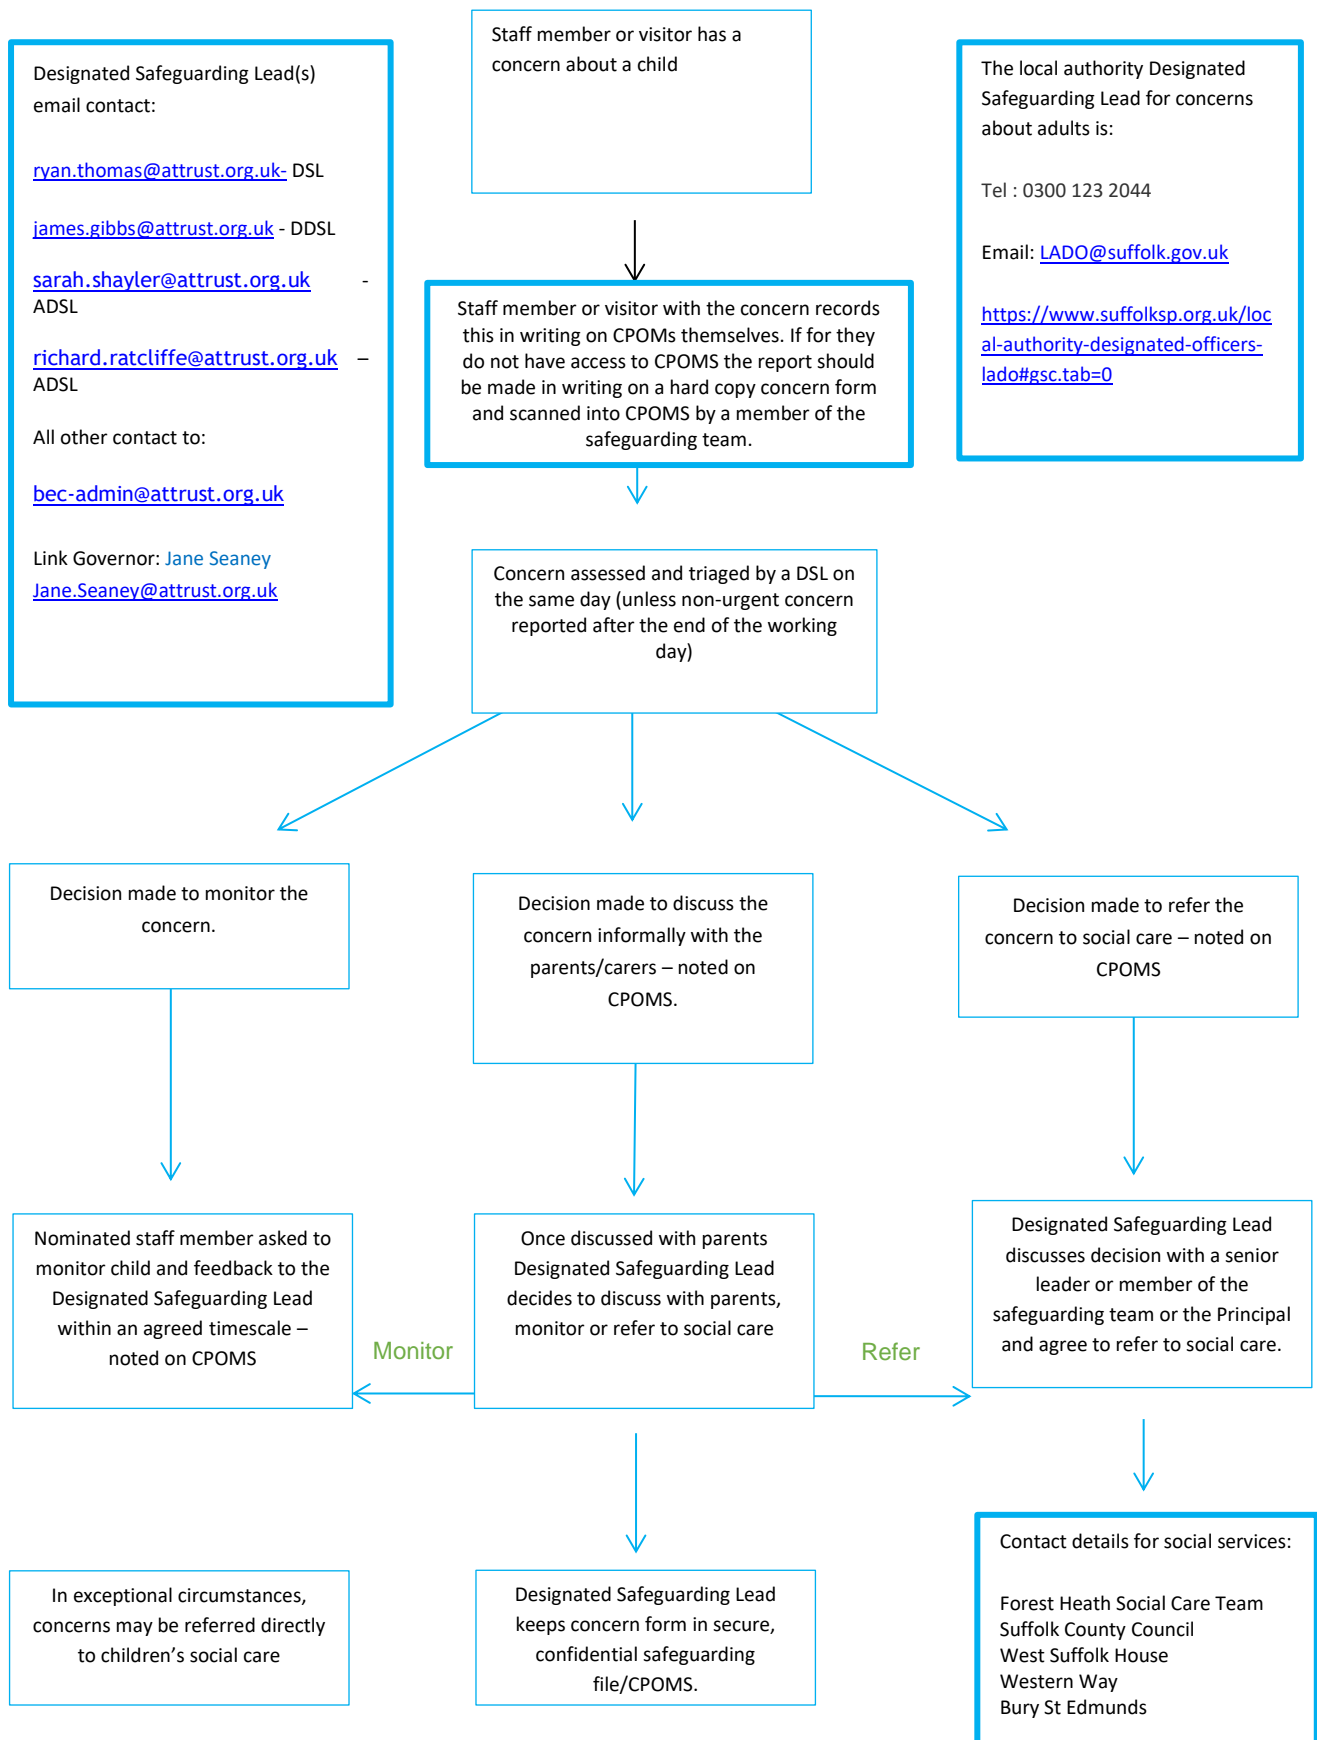 Designated Safeguarding Lead(s)
email contact:
ryan.thomas@attrust.org.uk- DSL
james.gibbs@attrust.org.uk - DDSL
sarah.shayler@attrust.org.uk -
ADSL
richard.ratcliffe@attrust.org.uk –
ADSL
All other contact to:
bec-admin@attrust.org.uk
Link Governor: Jane Seaney
Jane.Seaney@attrust.org.uk
Staff member or visitor has a
concern about a child
The local authority Designated
Safeguarding Lead for concerns
about adults is:
Tel : 0300 123 2044
Email: LADO@suffolk.gov.uk
https://www.suffolksp.org.uk/loc
al-authority-designated-officers-
lado#gsc.tab=0
Staff member or visitor with the concern records
this in writing on CPOMs themselves. If for they
do not have access to CPOMS the report should
be made in writing on a hard copy concern form
and scanned into CPOMS by a member of the
safeguarding team.
Concern assessed and triaged by a DSL on
the same day (unless non-urgent concern
reported after the end of the working
day)
Decision made to monitor the
concern.
Decision made to discuss the
concern informally with the
parents/carers – noted on
CPOMS.
Decision made to refer the
concern to social care – noted on
CPOMS
Nominated staff member asked to
monitor child and feedback to the
Designated Safeguarding Lead
within an agreed timescale –
noted on CPOMS
Monitor
Once discussed with parents
Designated Safeguarding Lead
decides to discuss with parents,
monitor or refer to social care
Refer
Designated Safeguarding Lead
discusses decision with a senior
leader or member of the
safeguarding team or the Principal
and agree to refer to social care.
In exceptional circumstances,
concerns may be referred directly
to children’s social care
Designated Safeguarding Lead
keeps concern form in secure,
confidential safeguarding
file/CPOMS.
Contact details for social services:
Forest Heath Social Care Team
Suffolk County Council
West Suffolk House
Western Way
Bury St Edmunds